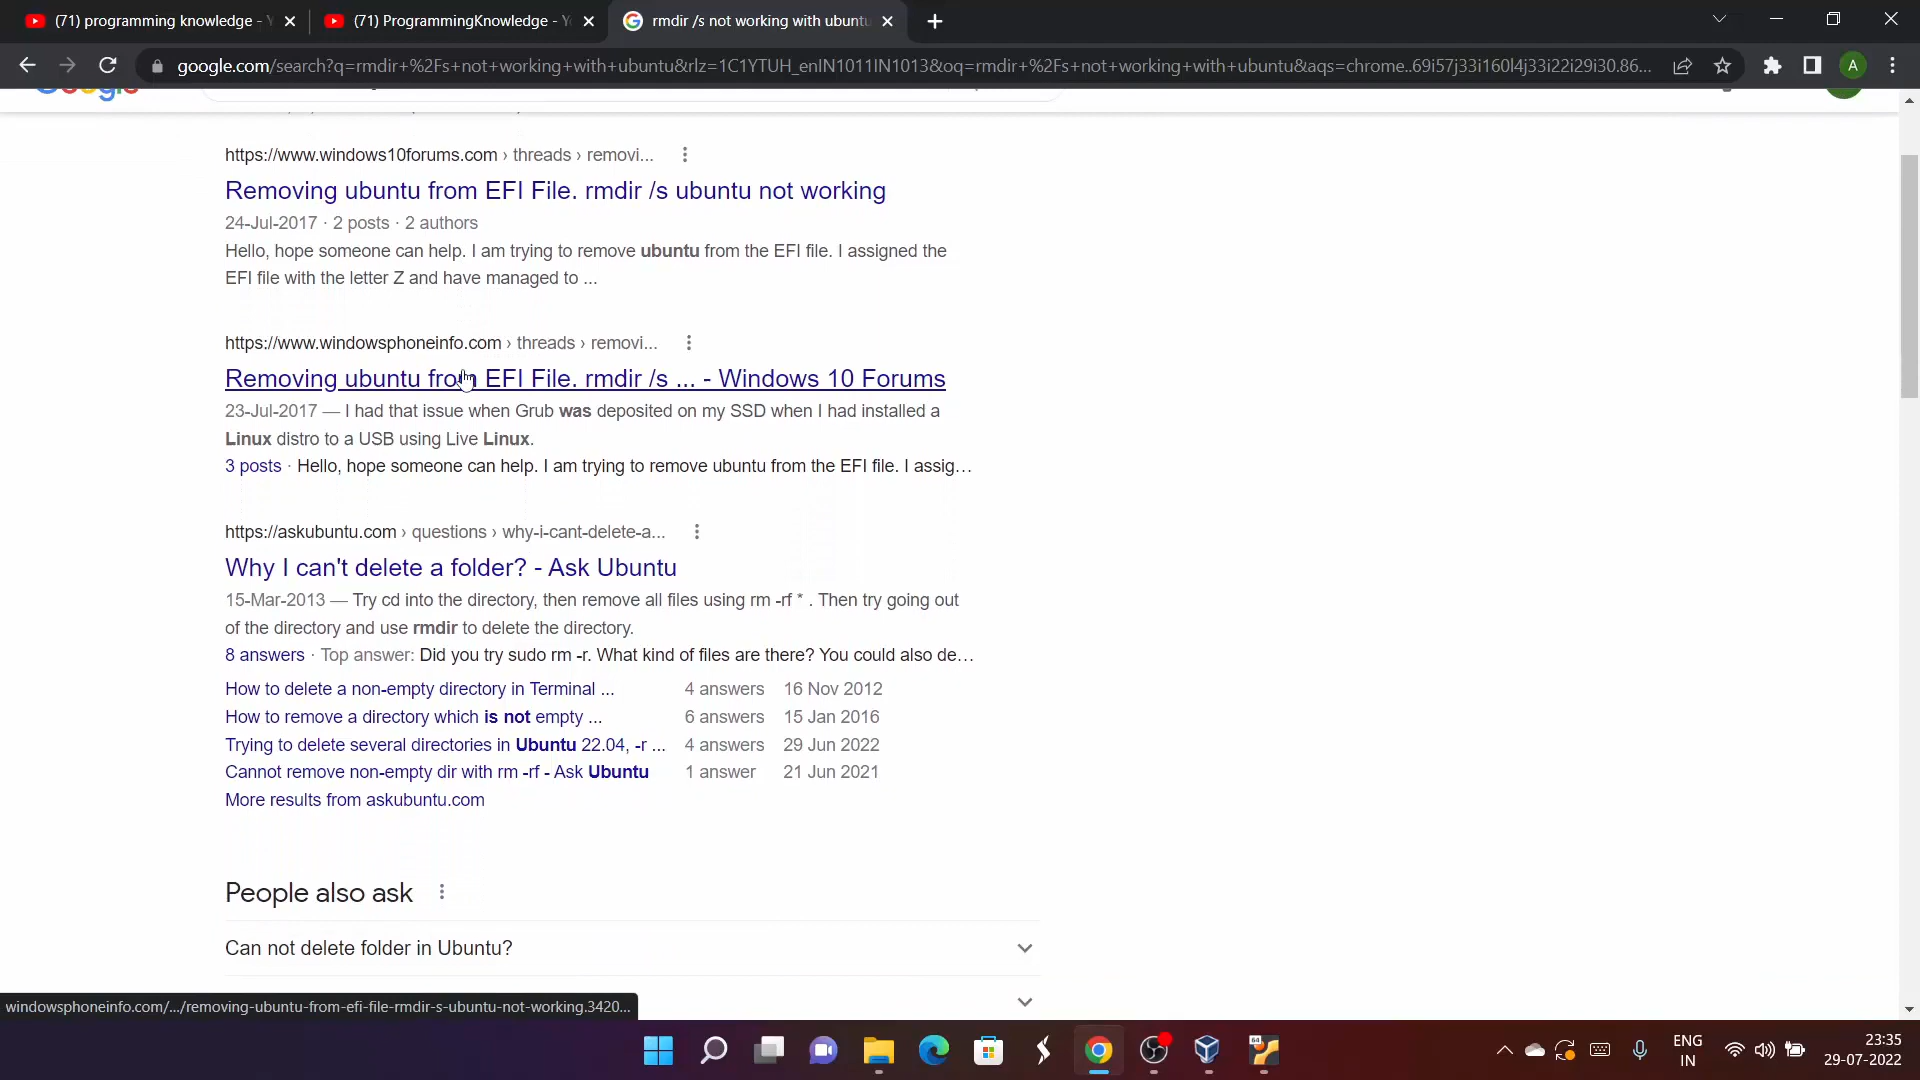 (71) programming knowledge -
(71) ProgrammingKnowledge -
rmdir /s not working with ubuntu
google.com/search?q=rmdir+%2Fs+not+working+with+ubuntu&rlz=1C1YTUH_enIN1011IN1013&oq=rmdir+%2Fs+not+working+with+ubuntu&aqs=chrome..69i57j33i160l4j33i22i29i30.86...
A
https://www.windows10forums.com › threads › removi...
Removing ubuntu from EFI File. rmdir /s ubuntu not working
24-Jul-2017 · 2 posts · 2 authors
Hello, hope someone can help. I am trying to remove ubuntu from the EFI file. I assigned the
EFI file with the letter Z and have managed to ...
https://www.windowsphoneinfo.com › threads › removi...
Removing ubuntu from EFI File. rmdir /s ... - Windows 10 Forums
23-Jul-2017 — I had that issue when Grub was deposited on my SSD when I had installed a
Linux distro to a USB using Live Linux.
3 posts · Hello, hope someone can help. I am trying to remove ubuntu from the EFI file. I assig...
https://askubuntu.com › questions › why-i-cant-delete-a...
Why I can't delete a folder? - Ask Ubuntu
15-Mar-2013 — Try cd into the directory, then remove all files using rm -rf * . Then try going out
of the directory and use rmdir to delete the directory.
8 answers · Top answer: Did you try sudo rm -r. What kind of files are there? You could also de...
How to delete a non-empty directory in Terminal ... 4 answers 16 Nov 2012
How to remove a directory which is not empty ... 6 answers 15 Jan 2016
Trying to delete several directories in Ubuntu 22.04, -r ... 4 answers 29 Jun 2022
Cannot remove non-empty dir with rm -rf - Ask Ubuntu 1 answer 21 Jun 2021
More results from askubuntu.com
People also ask
Can not delete folder in Ubuntu?
windowsphoneinfo.com/.../removing-ubuntu-from-efi-file-rmdir-s-ubuntu-not-working.3420...
64
ENG
IN
23:35
29-07-2022